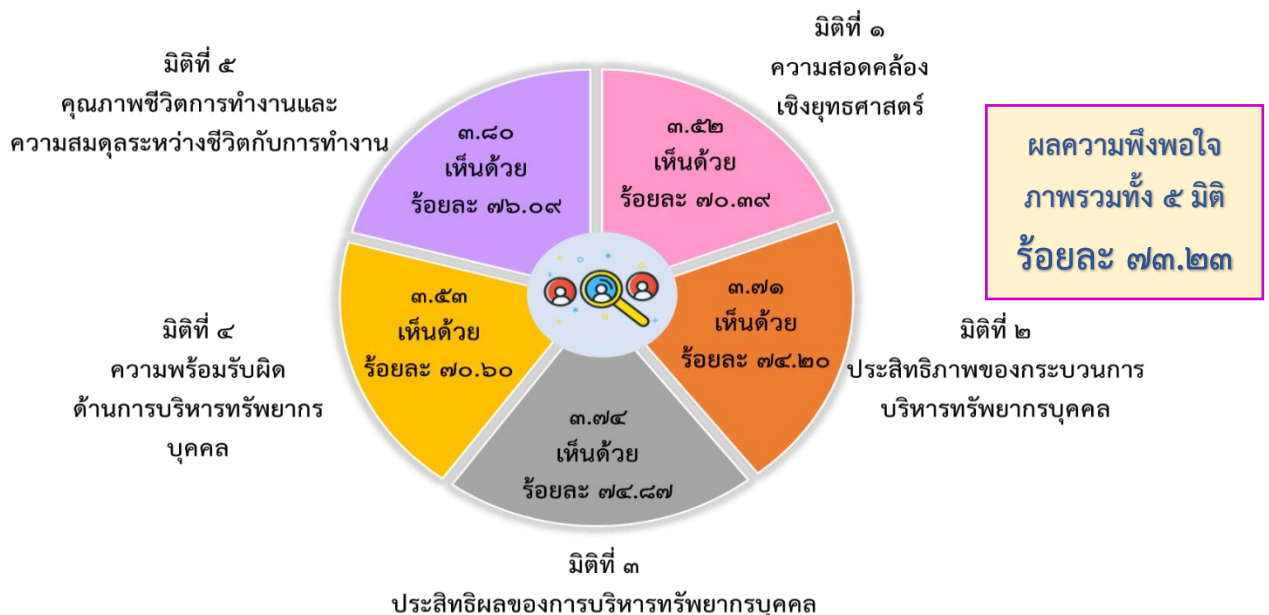 มิติที่ ๑
ความสอดคล้อง
เชิงยุทธศาสตร์
๓.๕๒
เห็นด้วย
ร้อยละ ๗๐.๓๙
มิติที่ ๕
คุณภาพชีวิตการทำงานและ
ความสมดุลระหว่างชีวิตกับการทำงาน
๓.๘๐
เห็นด้วย
ร้อยละ ๗๖.๐๙
ผลความพึงพอใจ
ภาพรวมทั้ง ๕ มิติ
ร้อยละ ๗๓.๒๓
๓.๗๑
เห็นด้วย
ร้อยละ ๗๔.๒๐
มิติที่ ๒
ประสิทธิภาพของกระบวนการ
บริหารทรัพยากรบุคคล
๓.๕๓
เห็นด้วย
ร้อยละ ๗๐.๖๐
มิติที่ ๔
ความพร้อมรับผิด
ด้านการบริหารทรัพยากร
บุคคล
๓.๗๔
เห็นด้วย
ร้อยละ ๗๔.๘๗
มิติที่ ๓
ประสิทธิผลของการบริหารทรัพยากรบุคคล